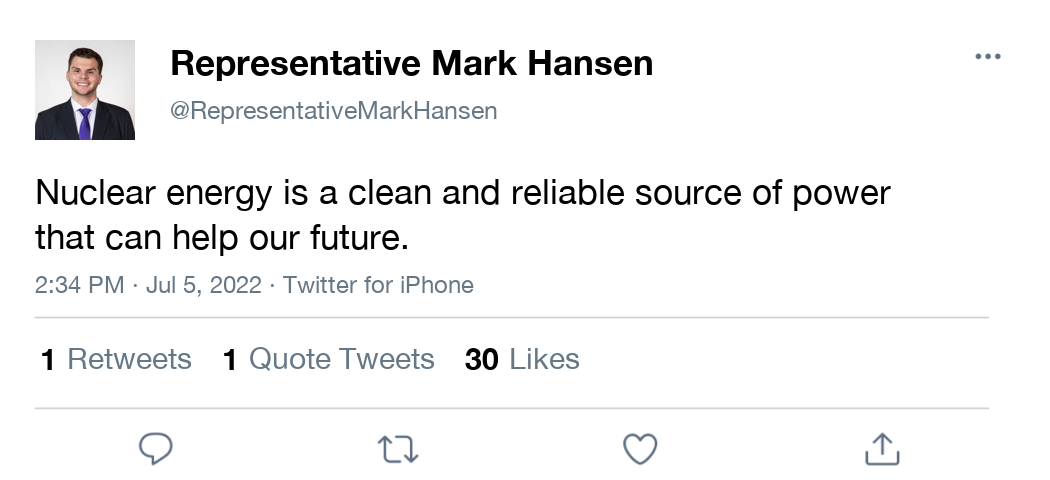 Representative Mark Hansen
@RepresentativeMarkHansen
Nuclear energy is a clean and reliable source of power
that can help our future.
2:34 PM · Jul 5, 2022 · Twitter for iPhone
1 Retweets 1 Quote Tweets 30 Likes